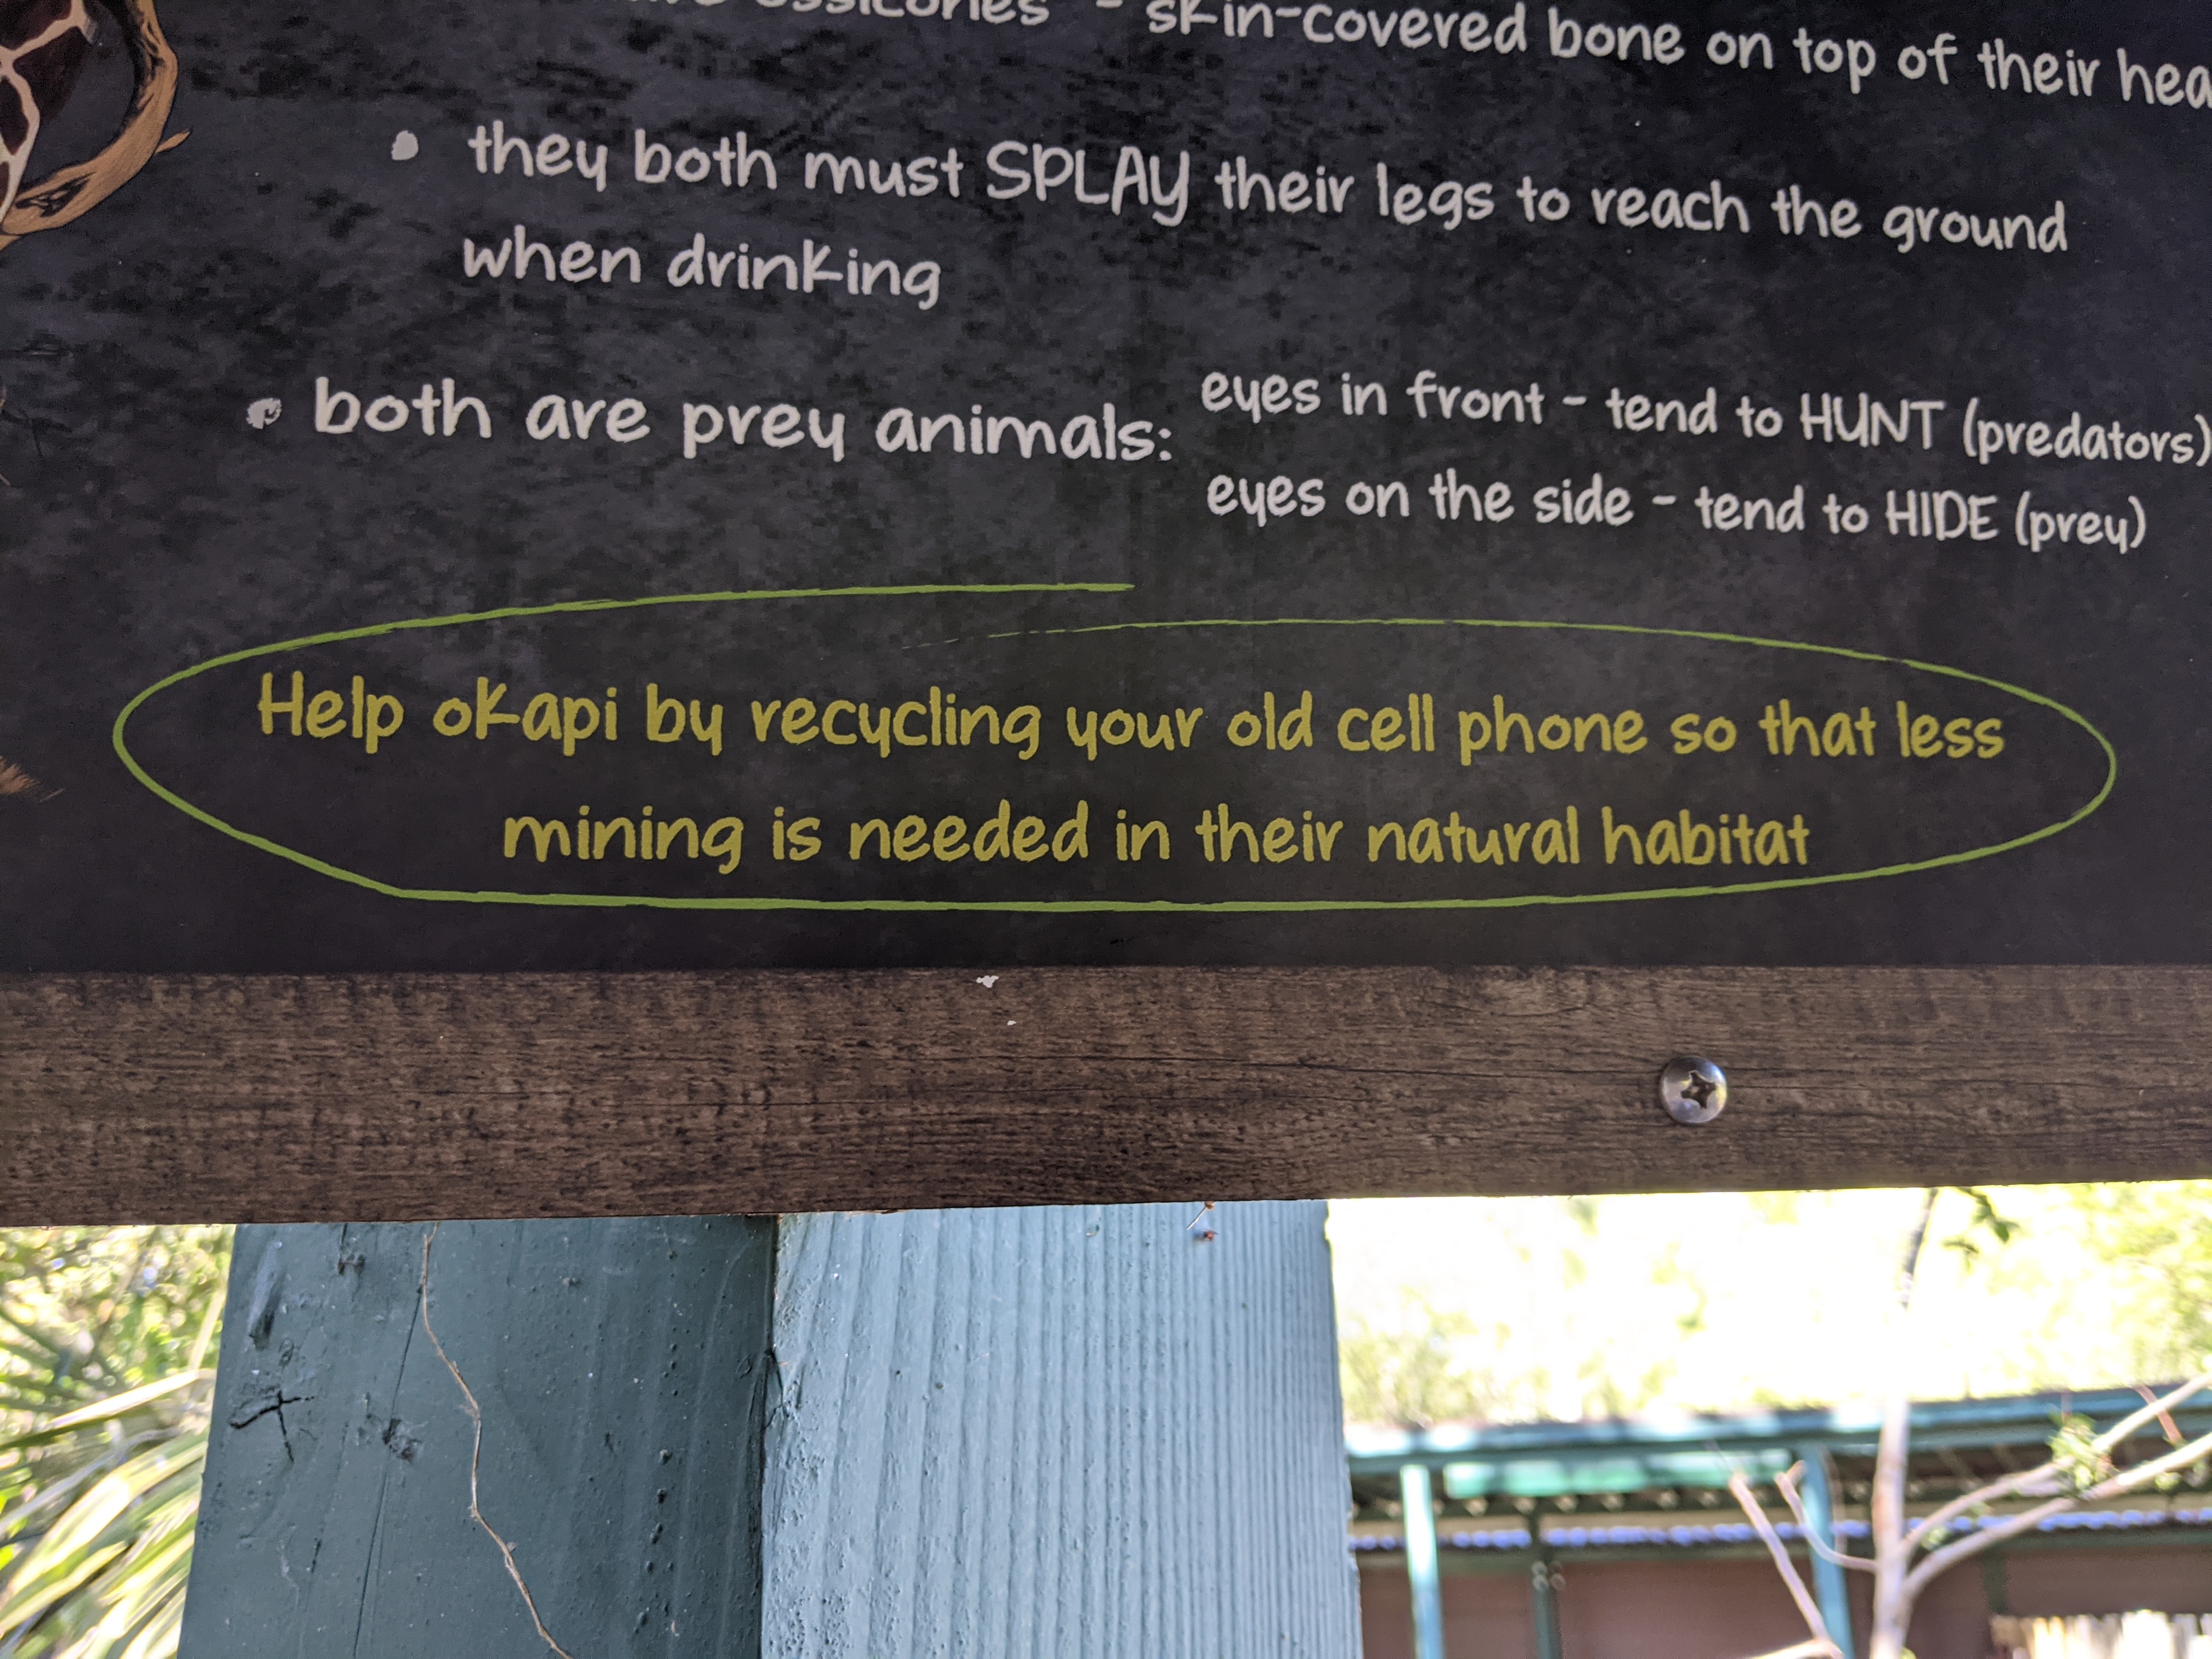 ossicones - skin-covered bone on top of their
• they both must SPLAY their legs to reach the ground
when drinking
• both are prey animals:
eyes in front - tend to HUNT (predators)
eyes on the side - tend to HIDE (prey)
Help okapi by recycling your old cell phone so that less
mining is needed in their natural habitat